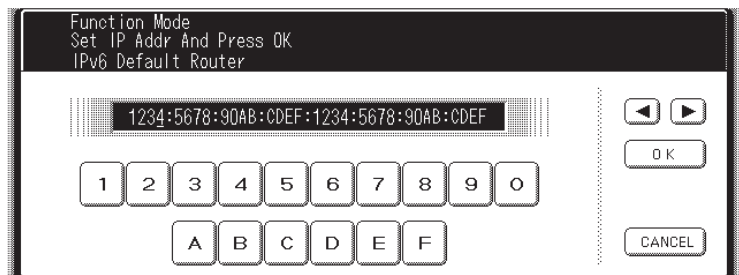 Function Mode
Set IP Addr And Press OK
IPv6 Default Router
1234:5678:90AB:CDEF:1234:5678:90AB:CDEF
◀ ▶
OK
1 2 3 4 5 6 7 8 9 0
A B C D E F
CANCEL